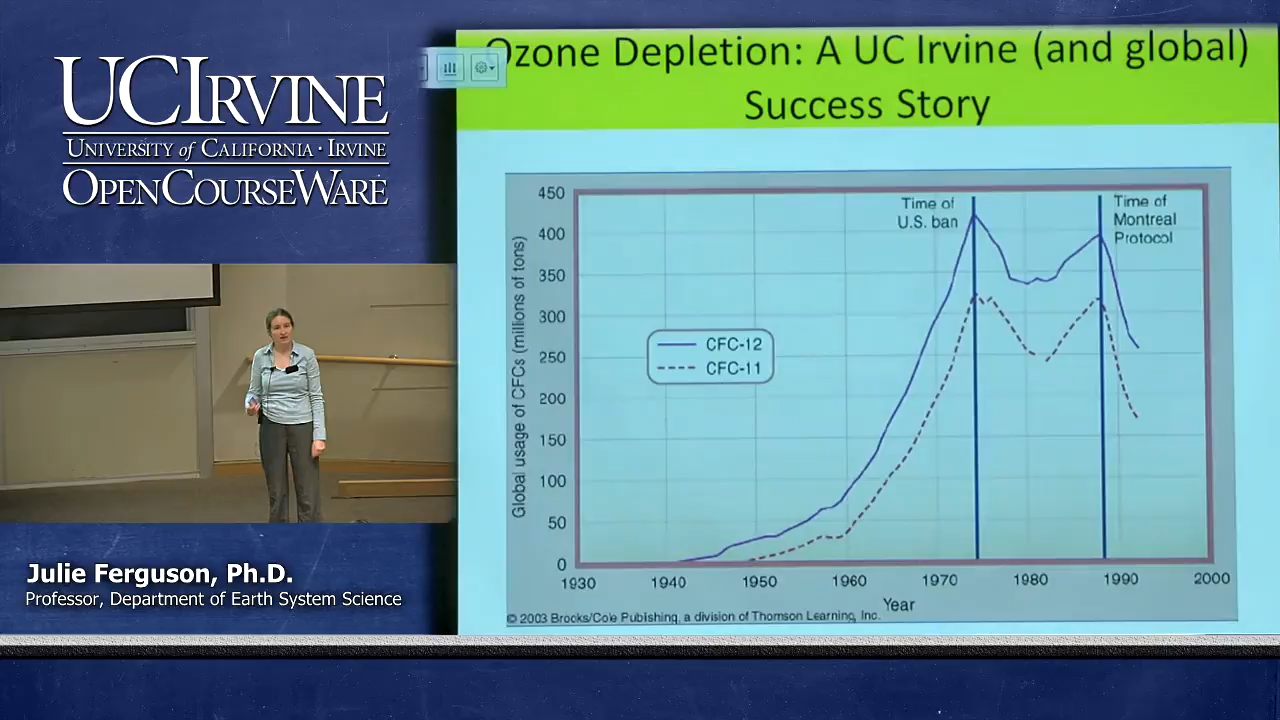 UCIRVINE
UNIVERSITY of CALIFORNIA · IRVINE
OPENCOURSEWARE
Julie Ferguson, Ph.D.
Professor, Department of Earth System Science
Ozone Depletion: A UC Irvine (and global)
Success Story
Global usage of CFCs (millions of tons)
450
400
350
300
250
200
150
100
50
0
Time of
U.S. ban
Time of
Montreal
Protocol
CFC-12
CFC-11
1930 1940 1950 1960 1970 1980 1990 2000
Year
© 2003 Brooks/Cole Publishing, a division of Thomson Learning, Inc.